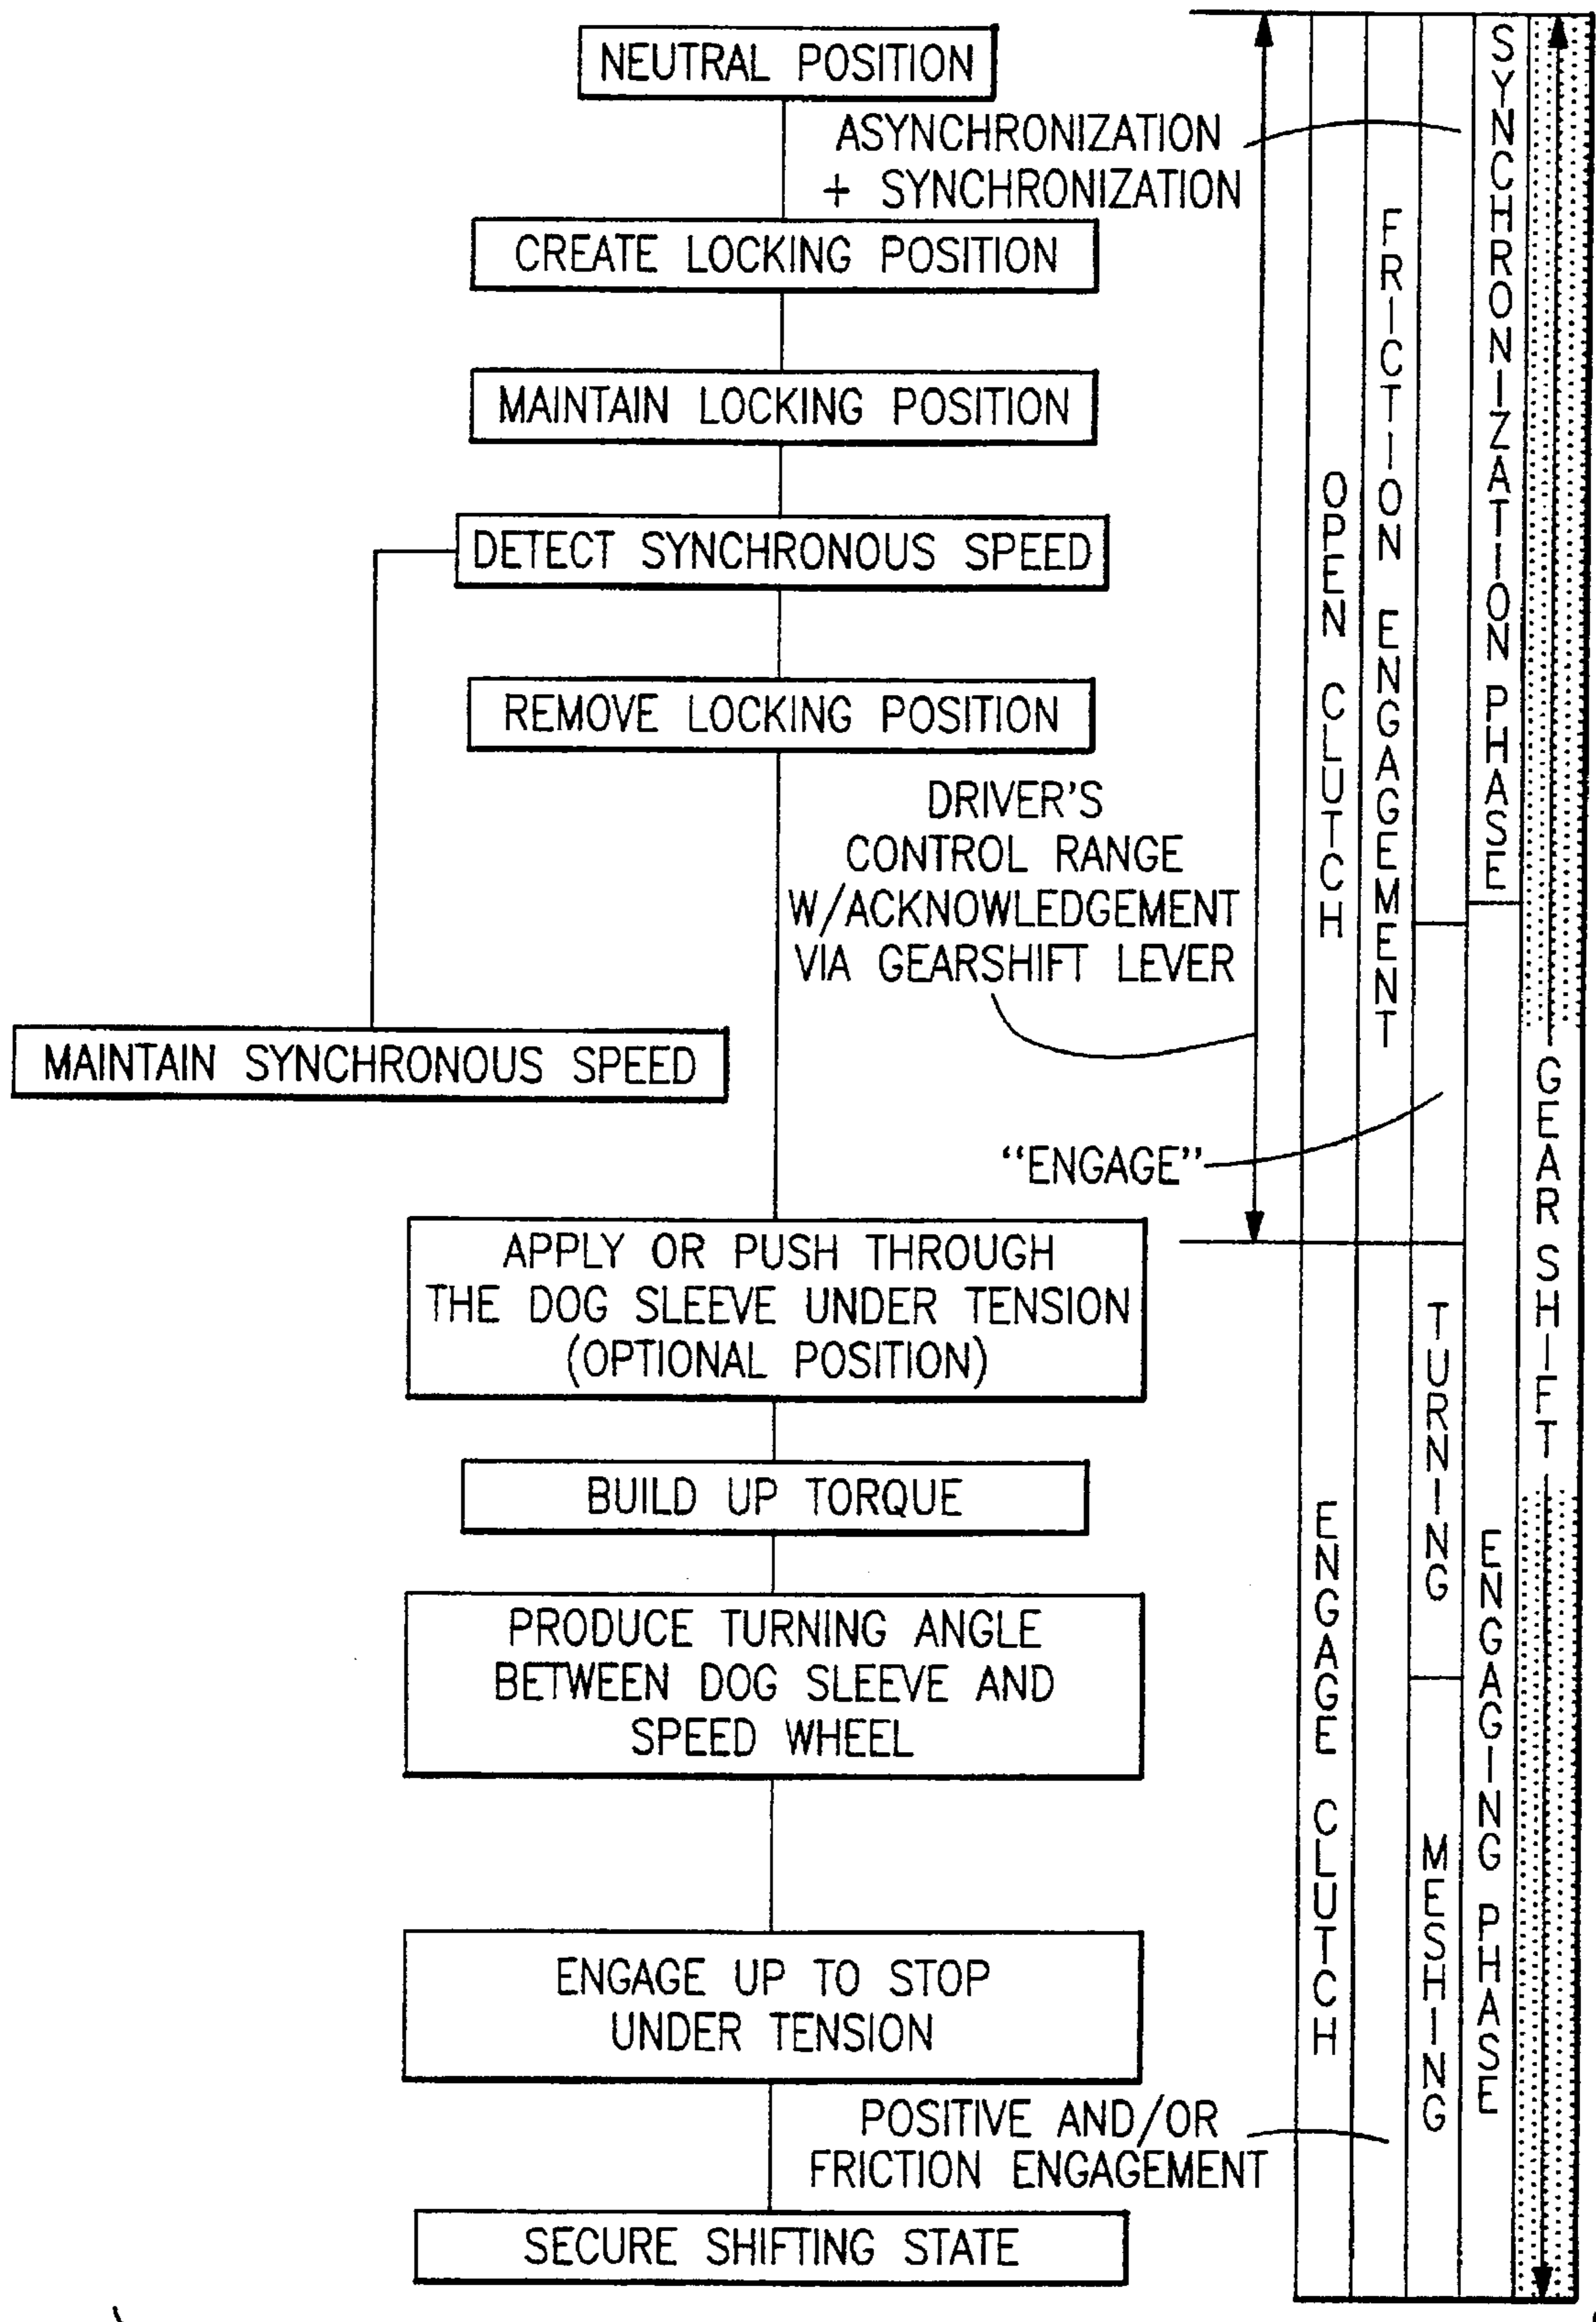 NEUTRAL POSITION
ASYNCHRONIZATION
+ SYNCHRONIZATION
CREATE LOCKING POSITION
MAINTAIN LOCKING POSITION
DETECT SYNCHRONOUS SPEED
REMOVE LOCKING POSITION
DRIVER'S
CONTROL RANGE
W/ACKNOWLEDGEMENT
VIA GEARSHIFT LEVER
MAINTAIN SYNCHRONOUS SPEED
"ENGAGE"
APPLY OR PUSH THROUGH
THE DOG SLEEVE UNDER TENSION
(OPTIONAL POSITION)
BUILD UP TORQUE
PRODUCE TURNING ANGLE
BETWEEN DOG SLEEVE AND
SPEED WHEEL
ENGAGE UP TO STOP
UNDER TENSION
POSITIVE AND/OR
FRICTION ENGAGEMENT
SECURE SHIFTING STATE
OPEN CLUTCH
ENGAGE CLUTCH
FRICTION ENGAGEMENT
TURNING
MESHING
SYNCHRONIZATION PHASE
ENGAGING PHASE
GEAR SHIFT